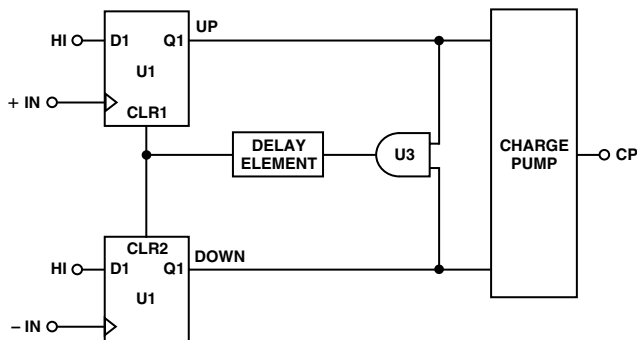 HI D1 Q1 UP
U1
+ IN CLR1
DELAY ELEMENT
U3
CHARGE PUMP
CP
CLR2
HI D1 Q1 DOWN
U1
– IN